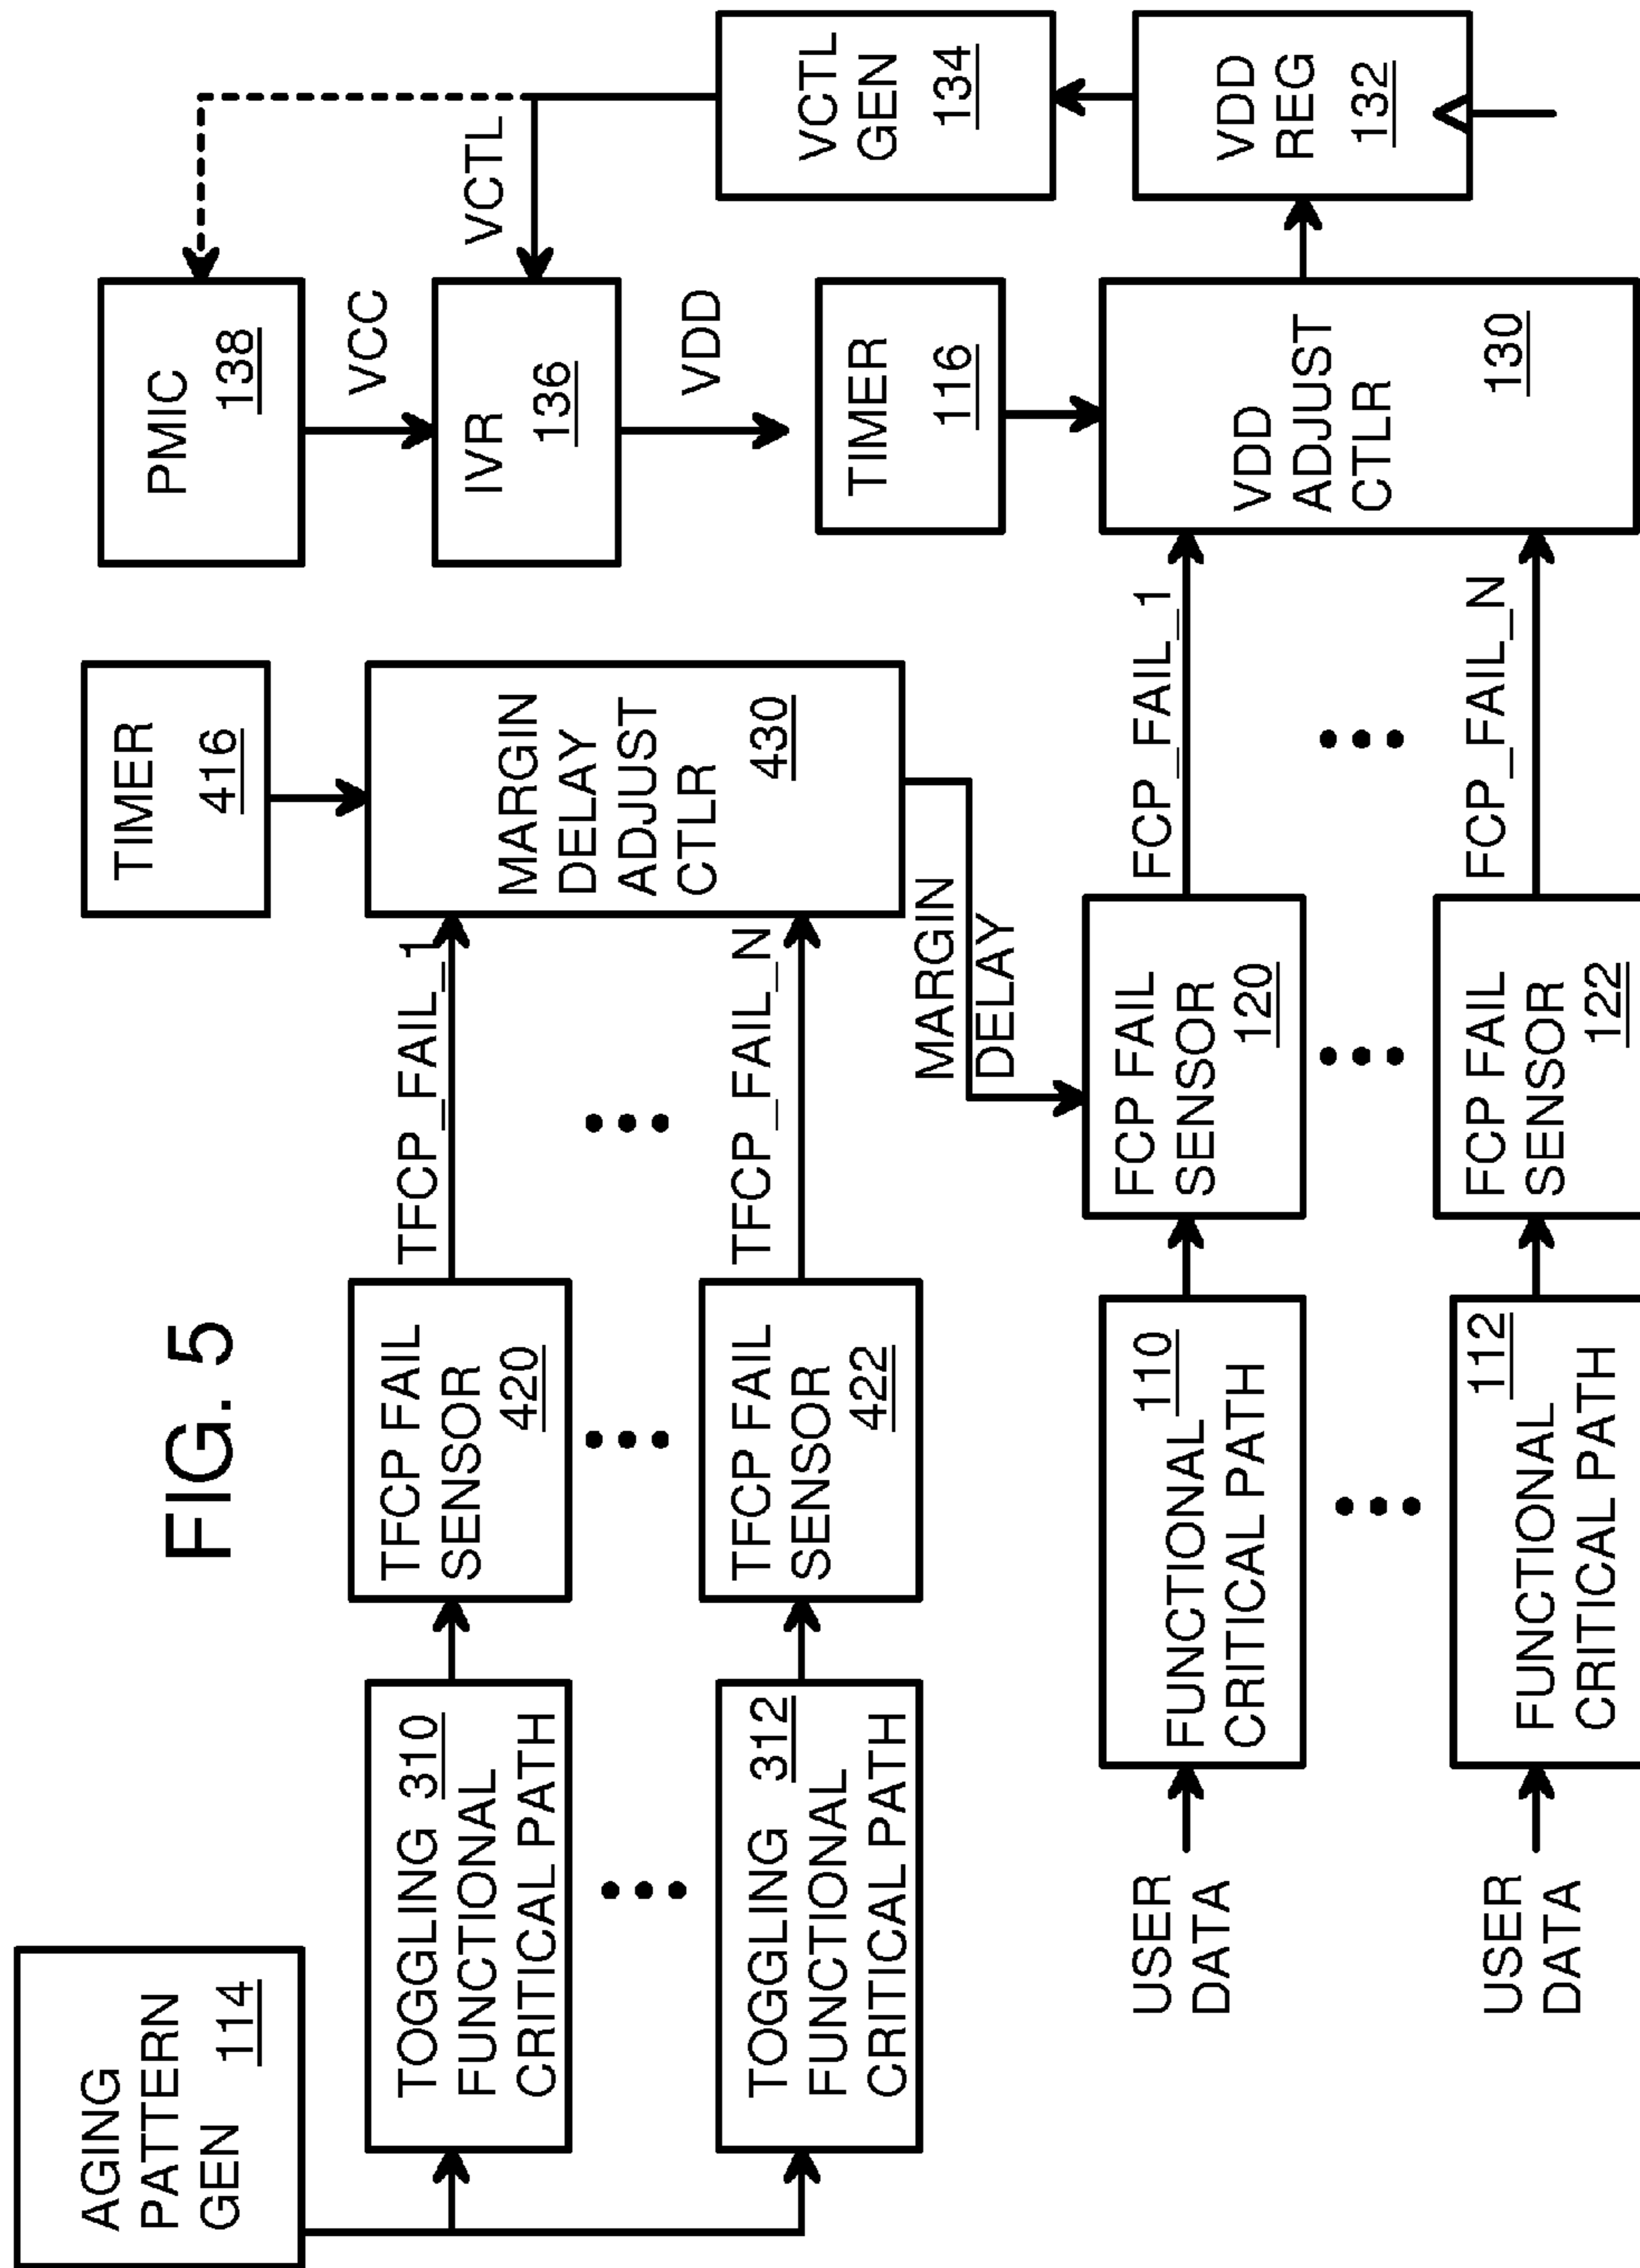 FIG. 5
AGING
PATTERN
GEN 114
TOGGLING 310
FUNCTIONAL
CRITICAL PATH
TOGGLING 312
FUNCTIONAL
CRITICAL PATH
TFCP FAIL
SENSOR
420
TFCP FAIL
SENSOR
422
TFCP_FAIL_1
TFCP_FAIL_N
TIMER
416
MARGIN
DELAY
ADJUST
CTLR
430
MARGIN
DELAY
PMIC
138
VCC
IVR
136
VDD
VCTL
VCTL
GEN
134
VDD
REG
132
TIMER
116
VDD
ADJUST
CTLR
130
USER
DATA
FUNCTIONAL 110
CRITICAL PATH
FCP FAIL
SENSOR
120
FCP_FAIL_1
USER
DATA
112
FUNCTIONAL
CRITICAL PATH
FCP FAIL
SENSOR
122
FCP_FAIL_N